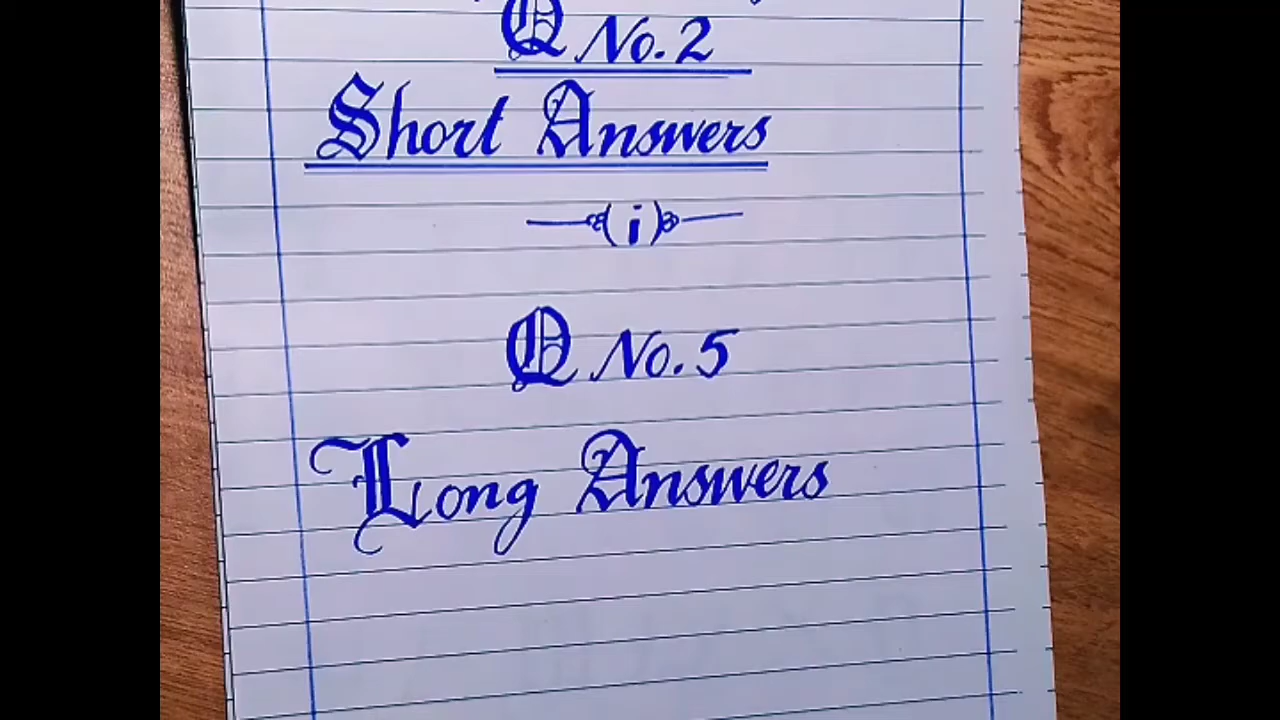 Q No. 2
Short Answers
(i)
Q No. 5
Long Answers